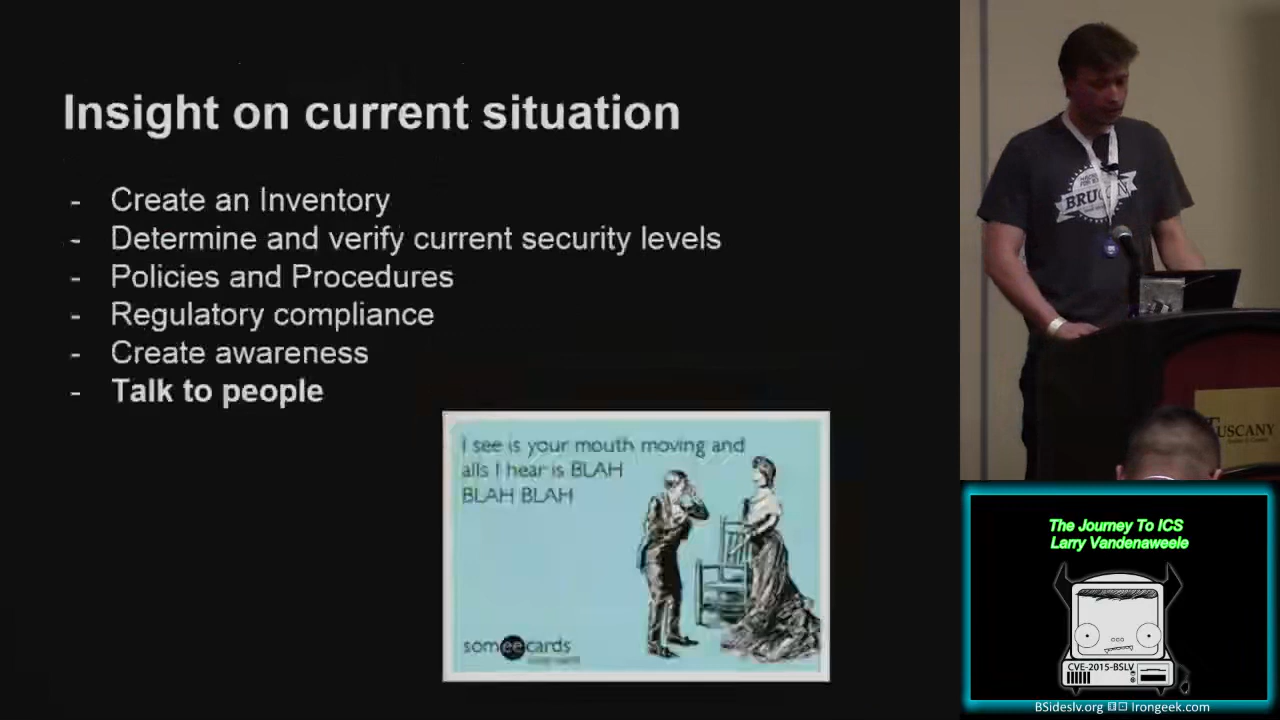 Insight on current situation
- Create an Inventory
- Determine and verify current security levels
- Policies and Procedures
- Regulatory compliance
- Create awareness
- Talk to people
I see is your mouth moving and
alls I hear is BLAH
BLAH BLAH
someecards
BRUCON
TUSCANY
The Journey To ICS
Larry Vandenaweele
CVE-2015-BSLV
BSideslv.org Irongeek.com